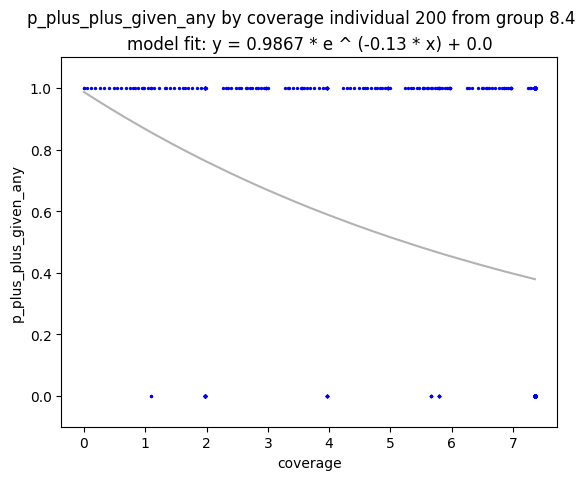 p_plus_plus_given_any by coverage individual 200 from group 8.4
model fit: y = 0.9867 * e ^ (-0.13 * x) + 0.0
p_plus_plus_given_any
1.0
0.8
0.6
0.4
0.2
0.0
0 1 2 3 4 5 6 7
coverage